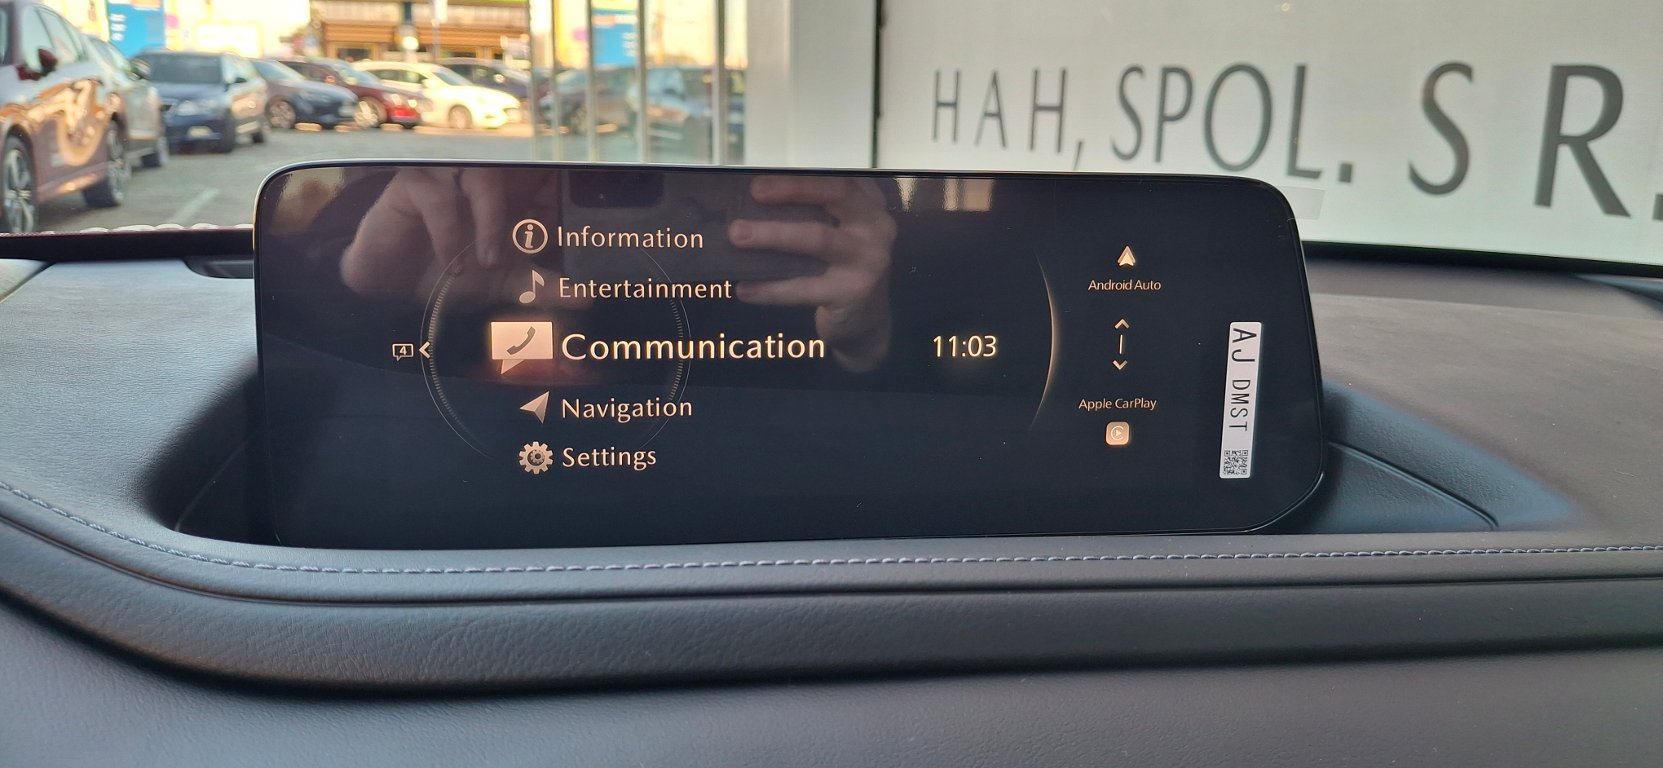 HAH, SPOL. S R.
Information
Entertainment
Communication
Navigation
Settings
4
11:03
Android Auto
Apple CarPlay
AJ DMST